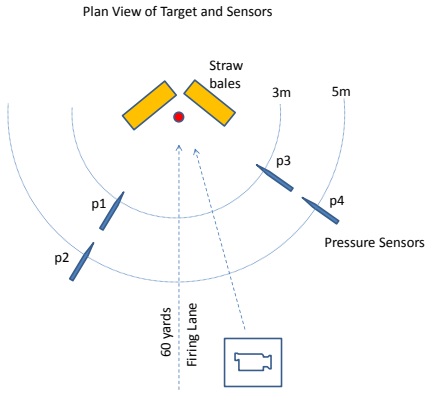 Plan View of Target and Sensors
Straw
bales
3m
5m
p3
p1
p4
p2
Pressure Sensors
60 yards
Firing Lane